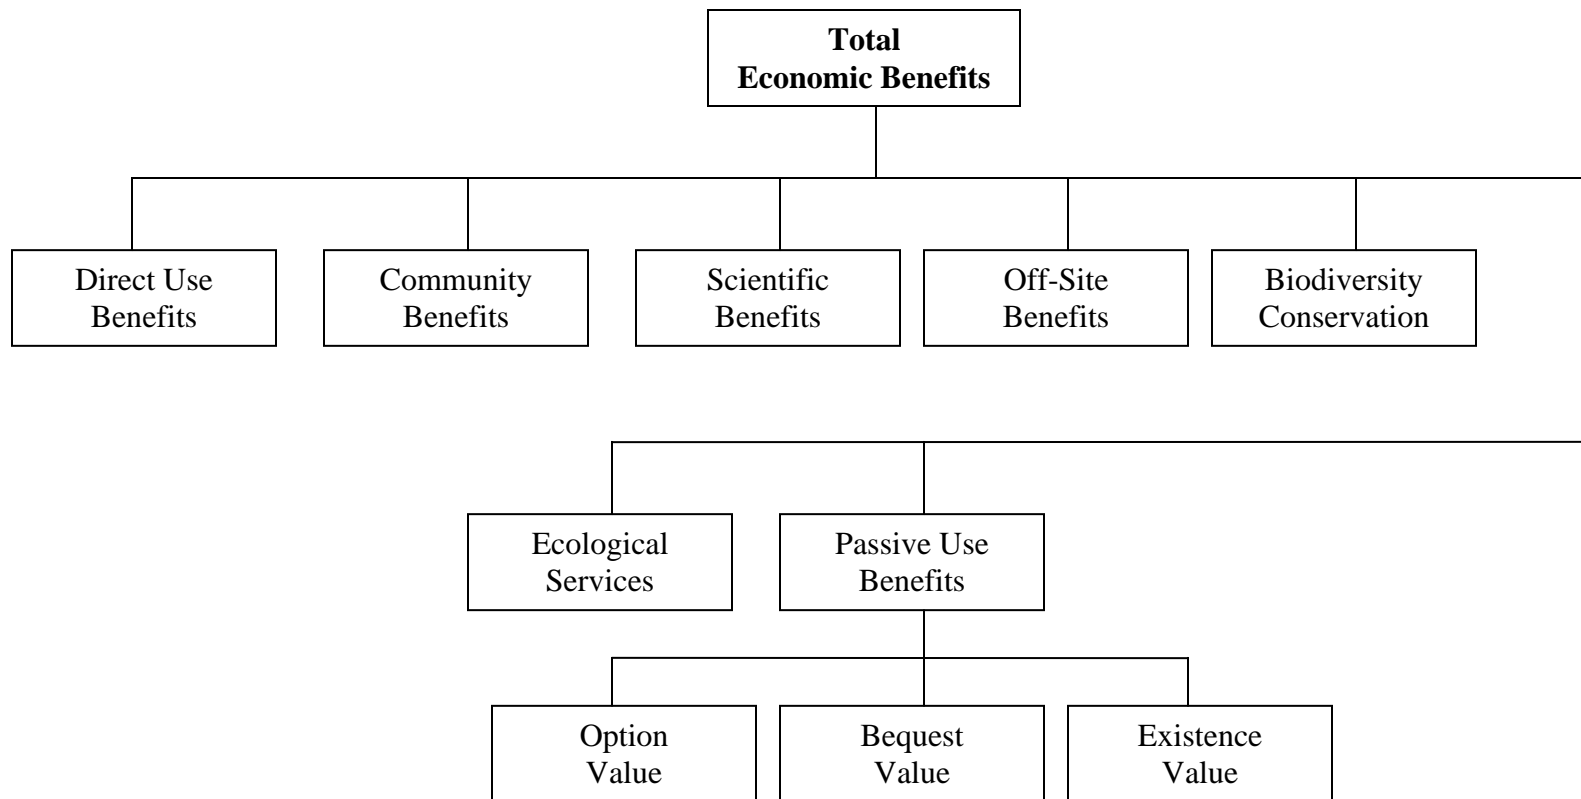 Total
Economic Benefits
Direct Use
Benefits
Community
Benefits
Scientific
Benefits
Off-Site
Benefits
Biodiversity
Conservation
Ecological
Services
Passive Use
Benefits
Option
Value
Bequest
Value
Existence
Value